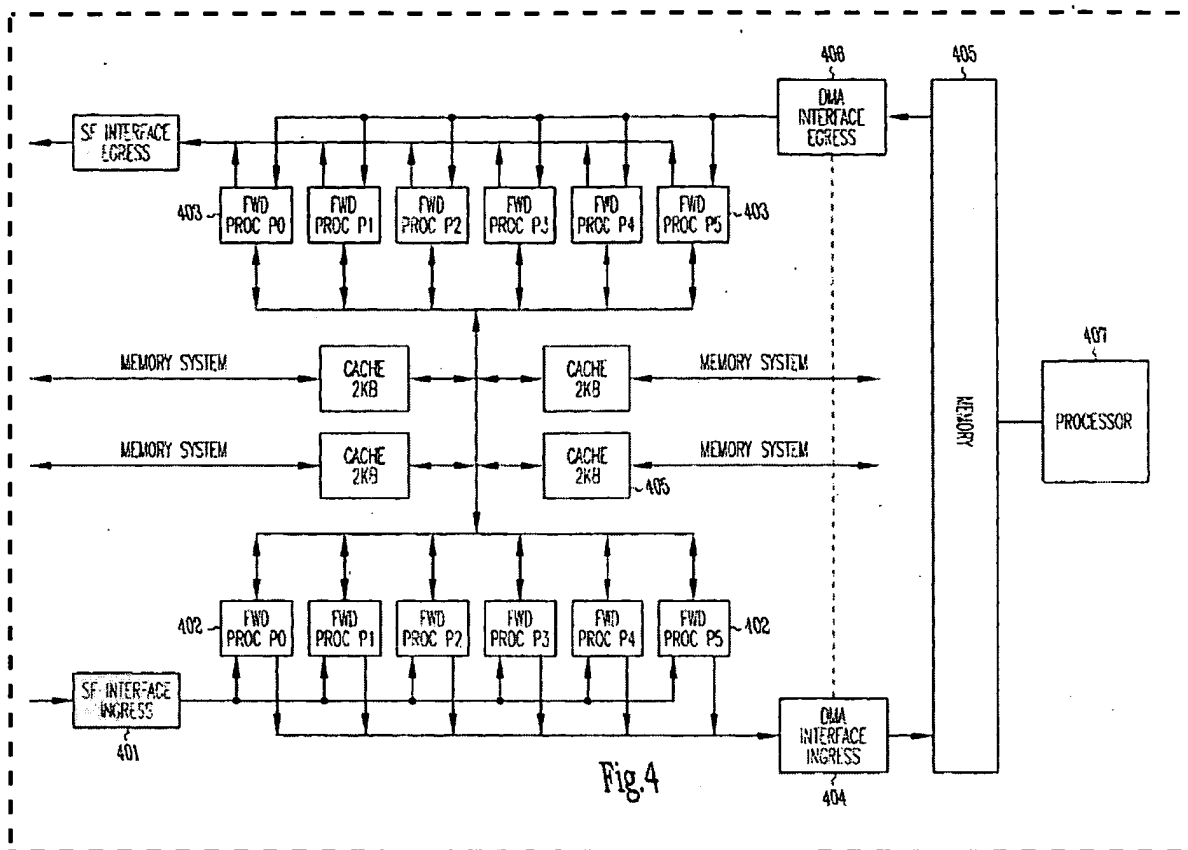 406
405
DMA
INTERFACE
EGRESS
SF INTERFACE
EGRESS
403
FWD
PROC P0
FWD
PROC P1
FWD
PROC P2
FWD
PROC P3
FWD
PROC P4
FWD
PROC P5
403
MEMORY SYSTEM
CACHE
2KB
CACHE
2KB
MEMORY SYSTEM
407
PROCESSOR
MEMORY
MEMORY SYSTEM
CACHE
2KB
CACHE
2KB
MEMORY SYSTEM
405
402
FWD
PROC P0
FWD
PROC P1
FWD
PROC P2
FWD
PROC P3
FWD
PROC P4
FWD
PROC P5
402
SF INTERFACE
INGRESS
401
DMA
INTERFACE
INGRESS
404
Fig.4